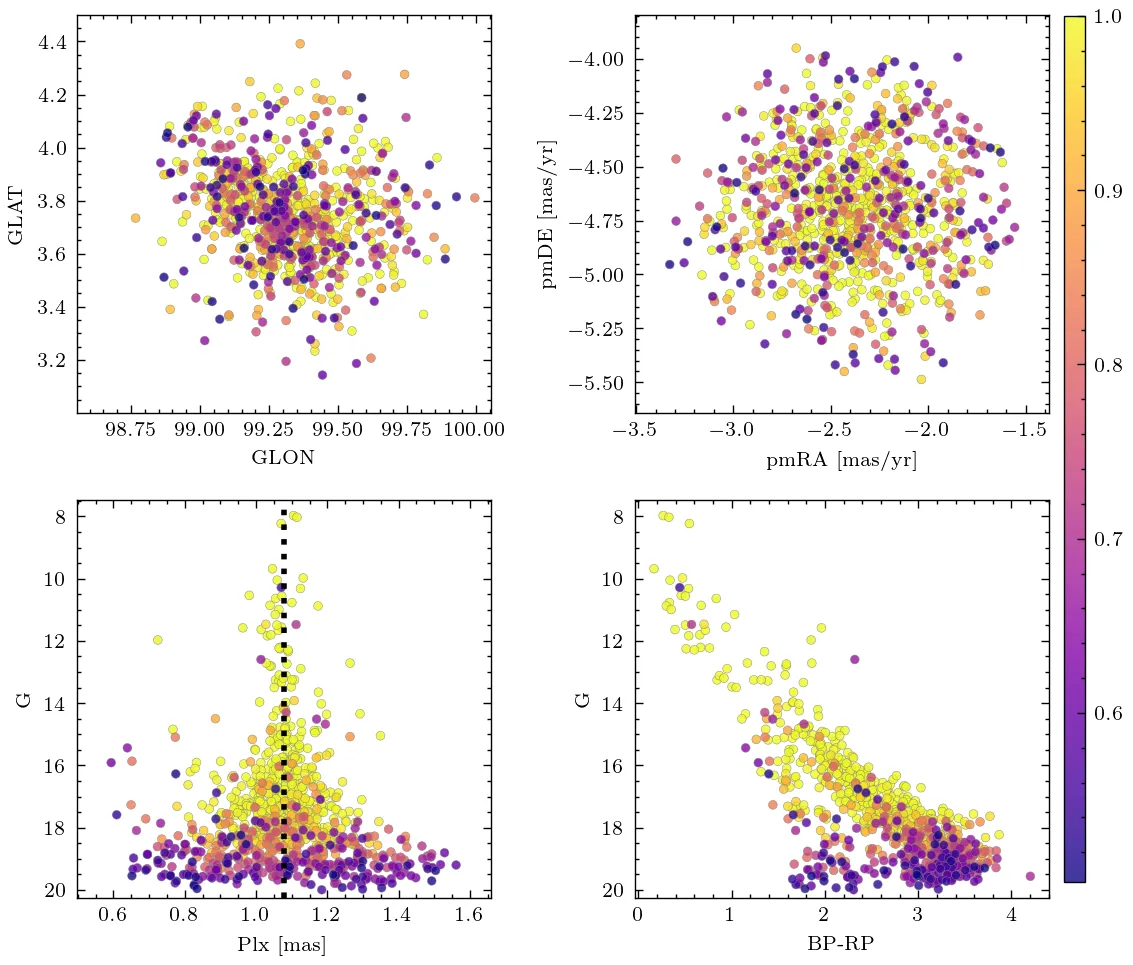 4.4
4.2
4.0
3.8
3.6
3.4
3.2
GLAT
98.75 99.00 99.25 99.50 99.75 100.00
GLON
−4.00
−4.25
−4.50
−4.75
−5.00
−5.25
−5.50
pmDE [mas/yr]
−3.5 −3.0 −2.5 −2.0 −1.5
pmRA [mas/yr]
8
10
12
14
16
18
20
G
0.6 0.8 1.0 1.2 1.4 1.6
Plx [mas]
8
10
12
14
16
18
20
G
0 1 2 3 4
BP-RP
1.0
0.9
0.8
0.7
0.6